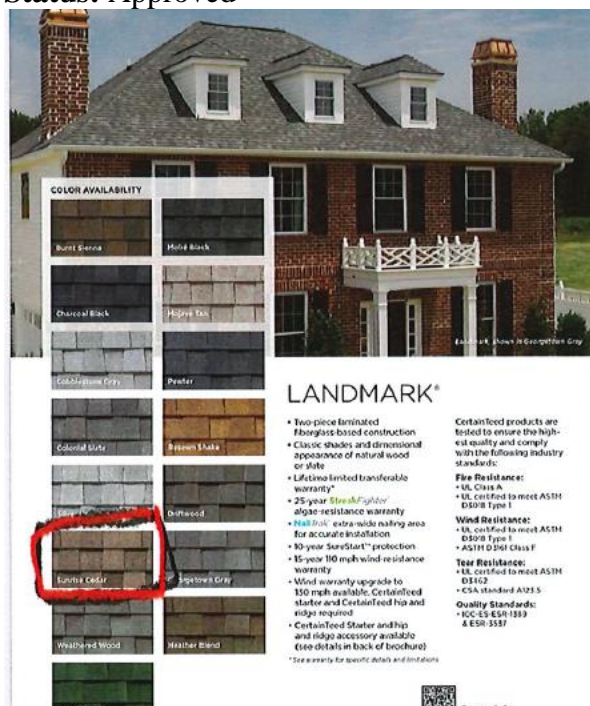 Status: Approved
COLOR AVAILABILITY
Burnt Sienna
Moiré Black
Charcoal Black
Mojave Tan
Cobblestone Gray
Pewter
Colonial Slate
Resawn Shake
Driftwood
Sunrise Cedar
Georgetown Gray
Weathered Wood
Heather Blend
Landmark, shown in Georgetown Gray
LANDMARK®
• Two-piece laminated
fiberglass-based construction
• Classic shades and dimensional
appearance of natural wood
or slate
• Lifetime limited transferable
warranty*
• 25-year StreakFighter®
algae-resistance warranty
• NailTrak® extra-wide nailing area
for accurate installation
• 10-year SureStart™ protection
• 15-year 110 mph wind-resistance
warranty
• Wind warranty upgrade to
130 mph available. CertainTeed
starter and CertainTeed hip and
ridge required
• CertainTeed Starter and hip
and ridge accessory available
(see details in back of brochure)
*See warranty for specific details and limitations
CertainTeed products are
tested to ensure the high-
est quality and comply
with the following industry
standards:
Fire Resistance:
• UL Class A
• UL certified to meet ASTM
D3018 Type 1
Wind Resistance:
• UL certified to meet ASTM
D3018 Type 1
• ASTM D3161 Class F
Tear Resistance:
• UL certified to meet ASTM
D3462
• CSA standard A123.5
Quality Standards:
• ICC-ES-ESR-1389
& ESR-3537